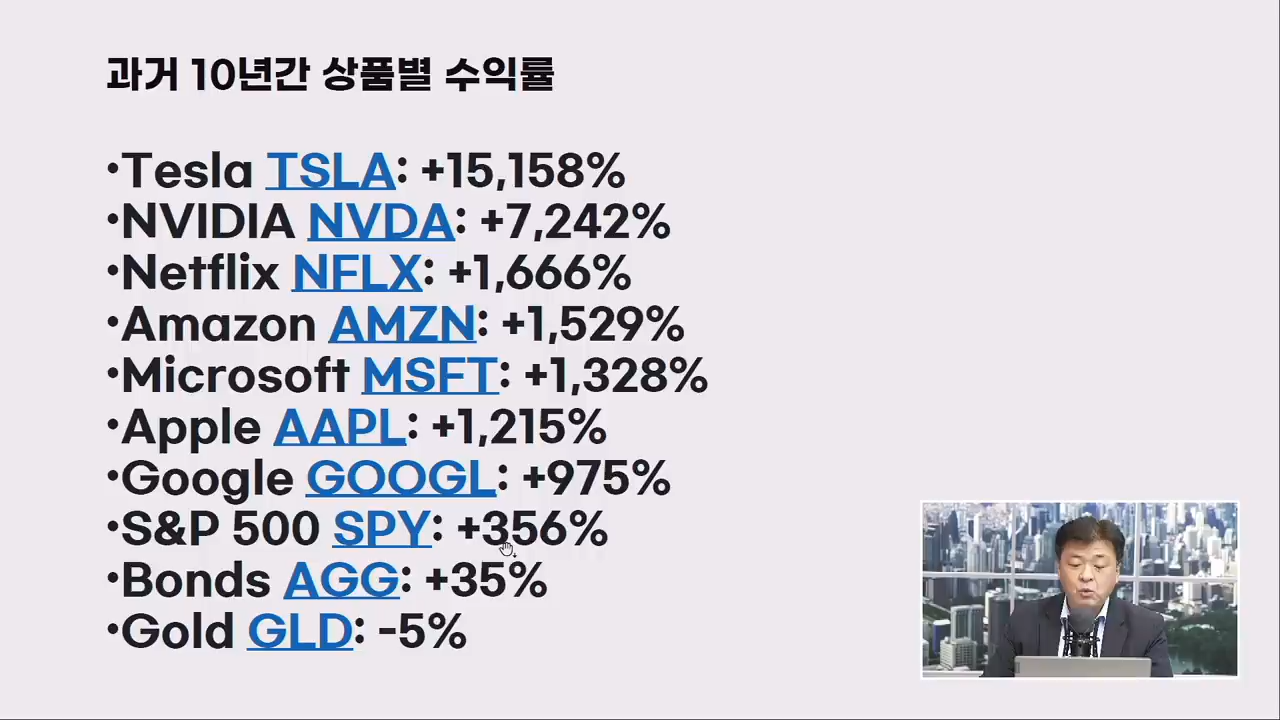 과거 10년간 상품별 수익률
•Tesla TSLA: +15,158%
•NVIDIA NVDA: +7,242%
•Netflix NFLX: +1,666%
•Amazon AMZN: +1,529%
•Microsoft MSFT: +1,328%
•Apple AAPL: +1,215%
•Google GOOGL: +975%
•S&P 500 SPY: +356%
•Bonds AGG: +35%
•Gold GLD: -5%